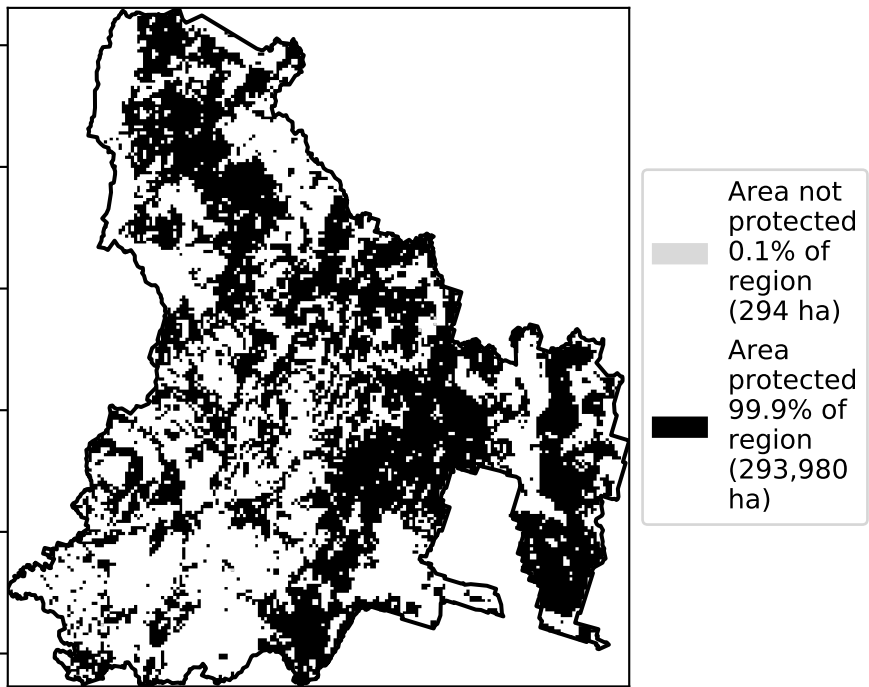 Area not
protected
0.1% of
region
(294 ha)
Area
protected
99.9% of
region
(293,980
ha)